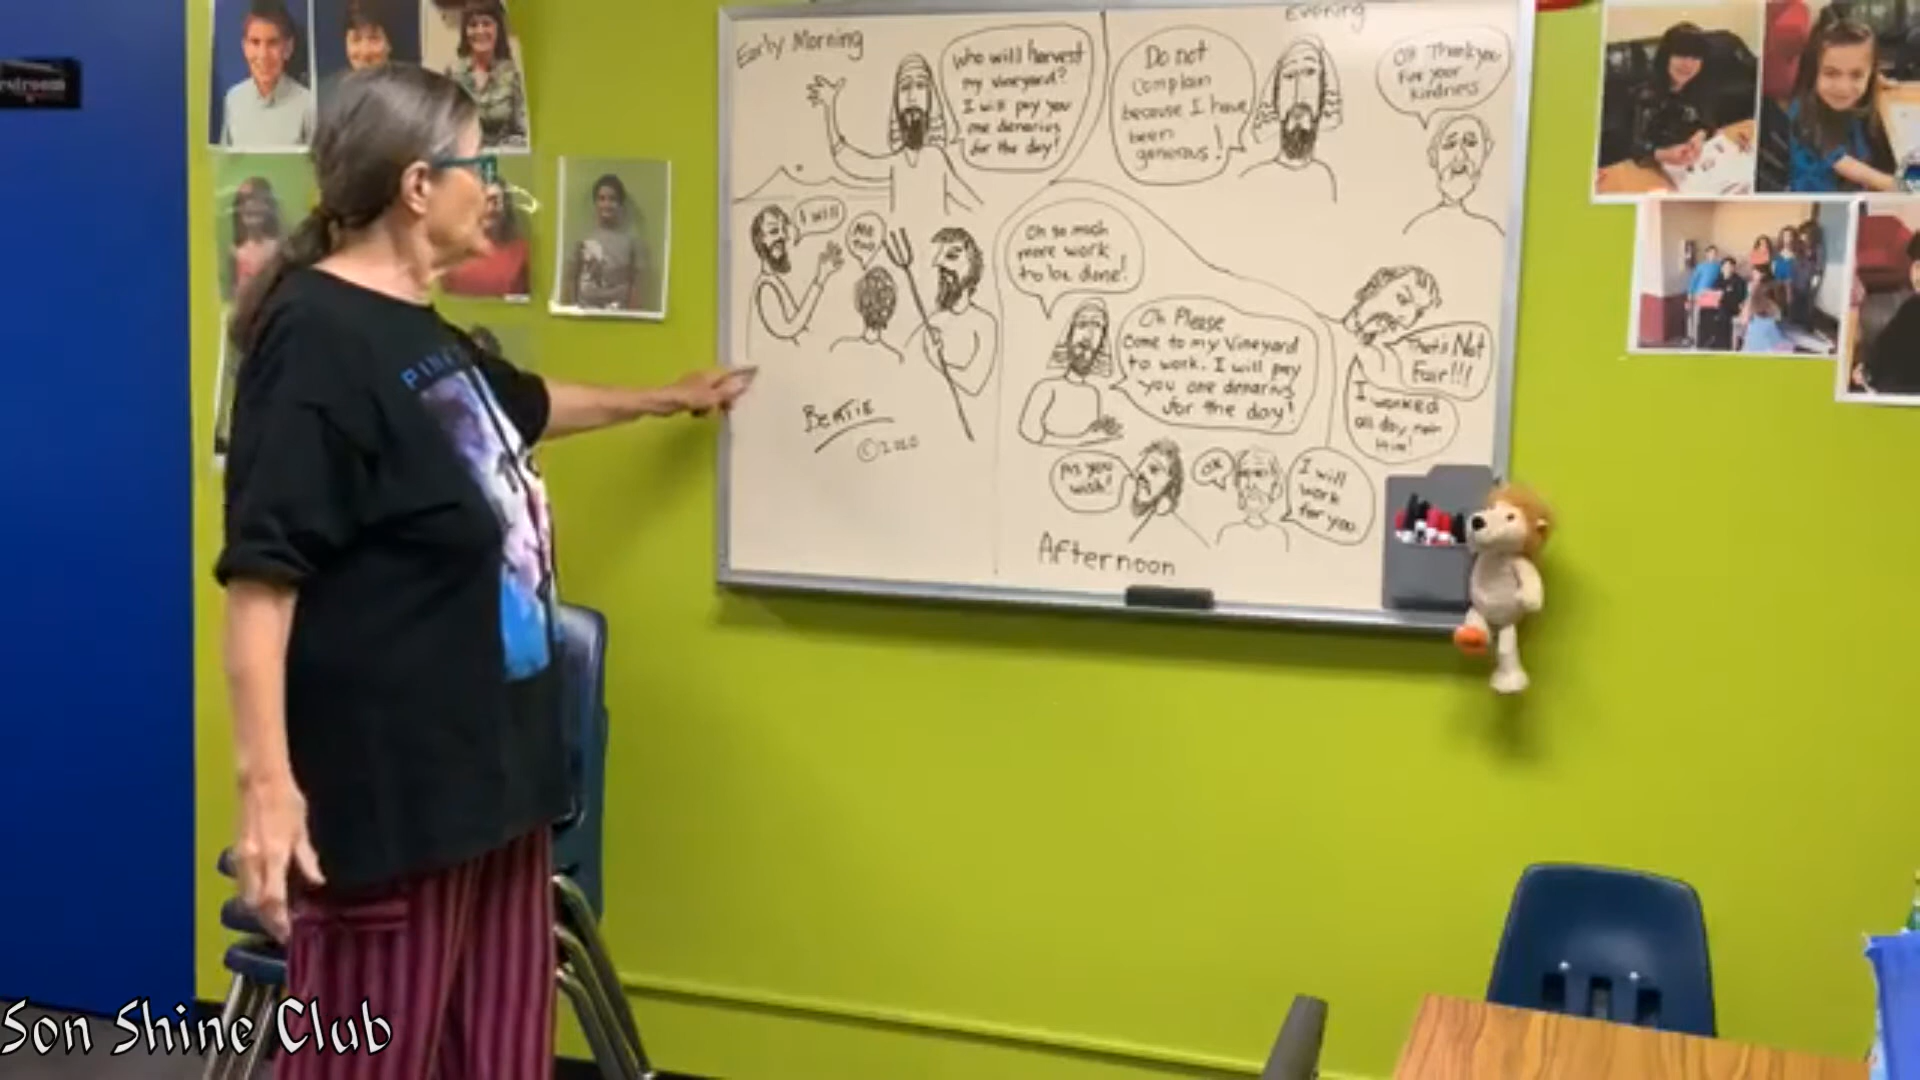 Early Morning
Who will harvest
my vineyard?
I will pay you
one denarius
for the day!
I will
Me
too
BERTIE
©2020
Evening
Do not
complain
because I have
been
generous!
Oh Thank you
for your
kindness
That's Not
Fair!!!
I worked
all day, not
him!
Oh so much
more work
to be done!
Oh Please
Come to my Vineyard
to work. I will pay
you one denarius
for the day!
As you
wish!
OK
I will
work
for you
Afternoon
Son Shine Club